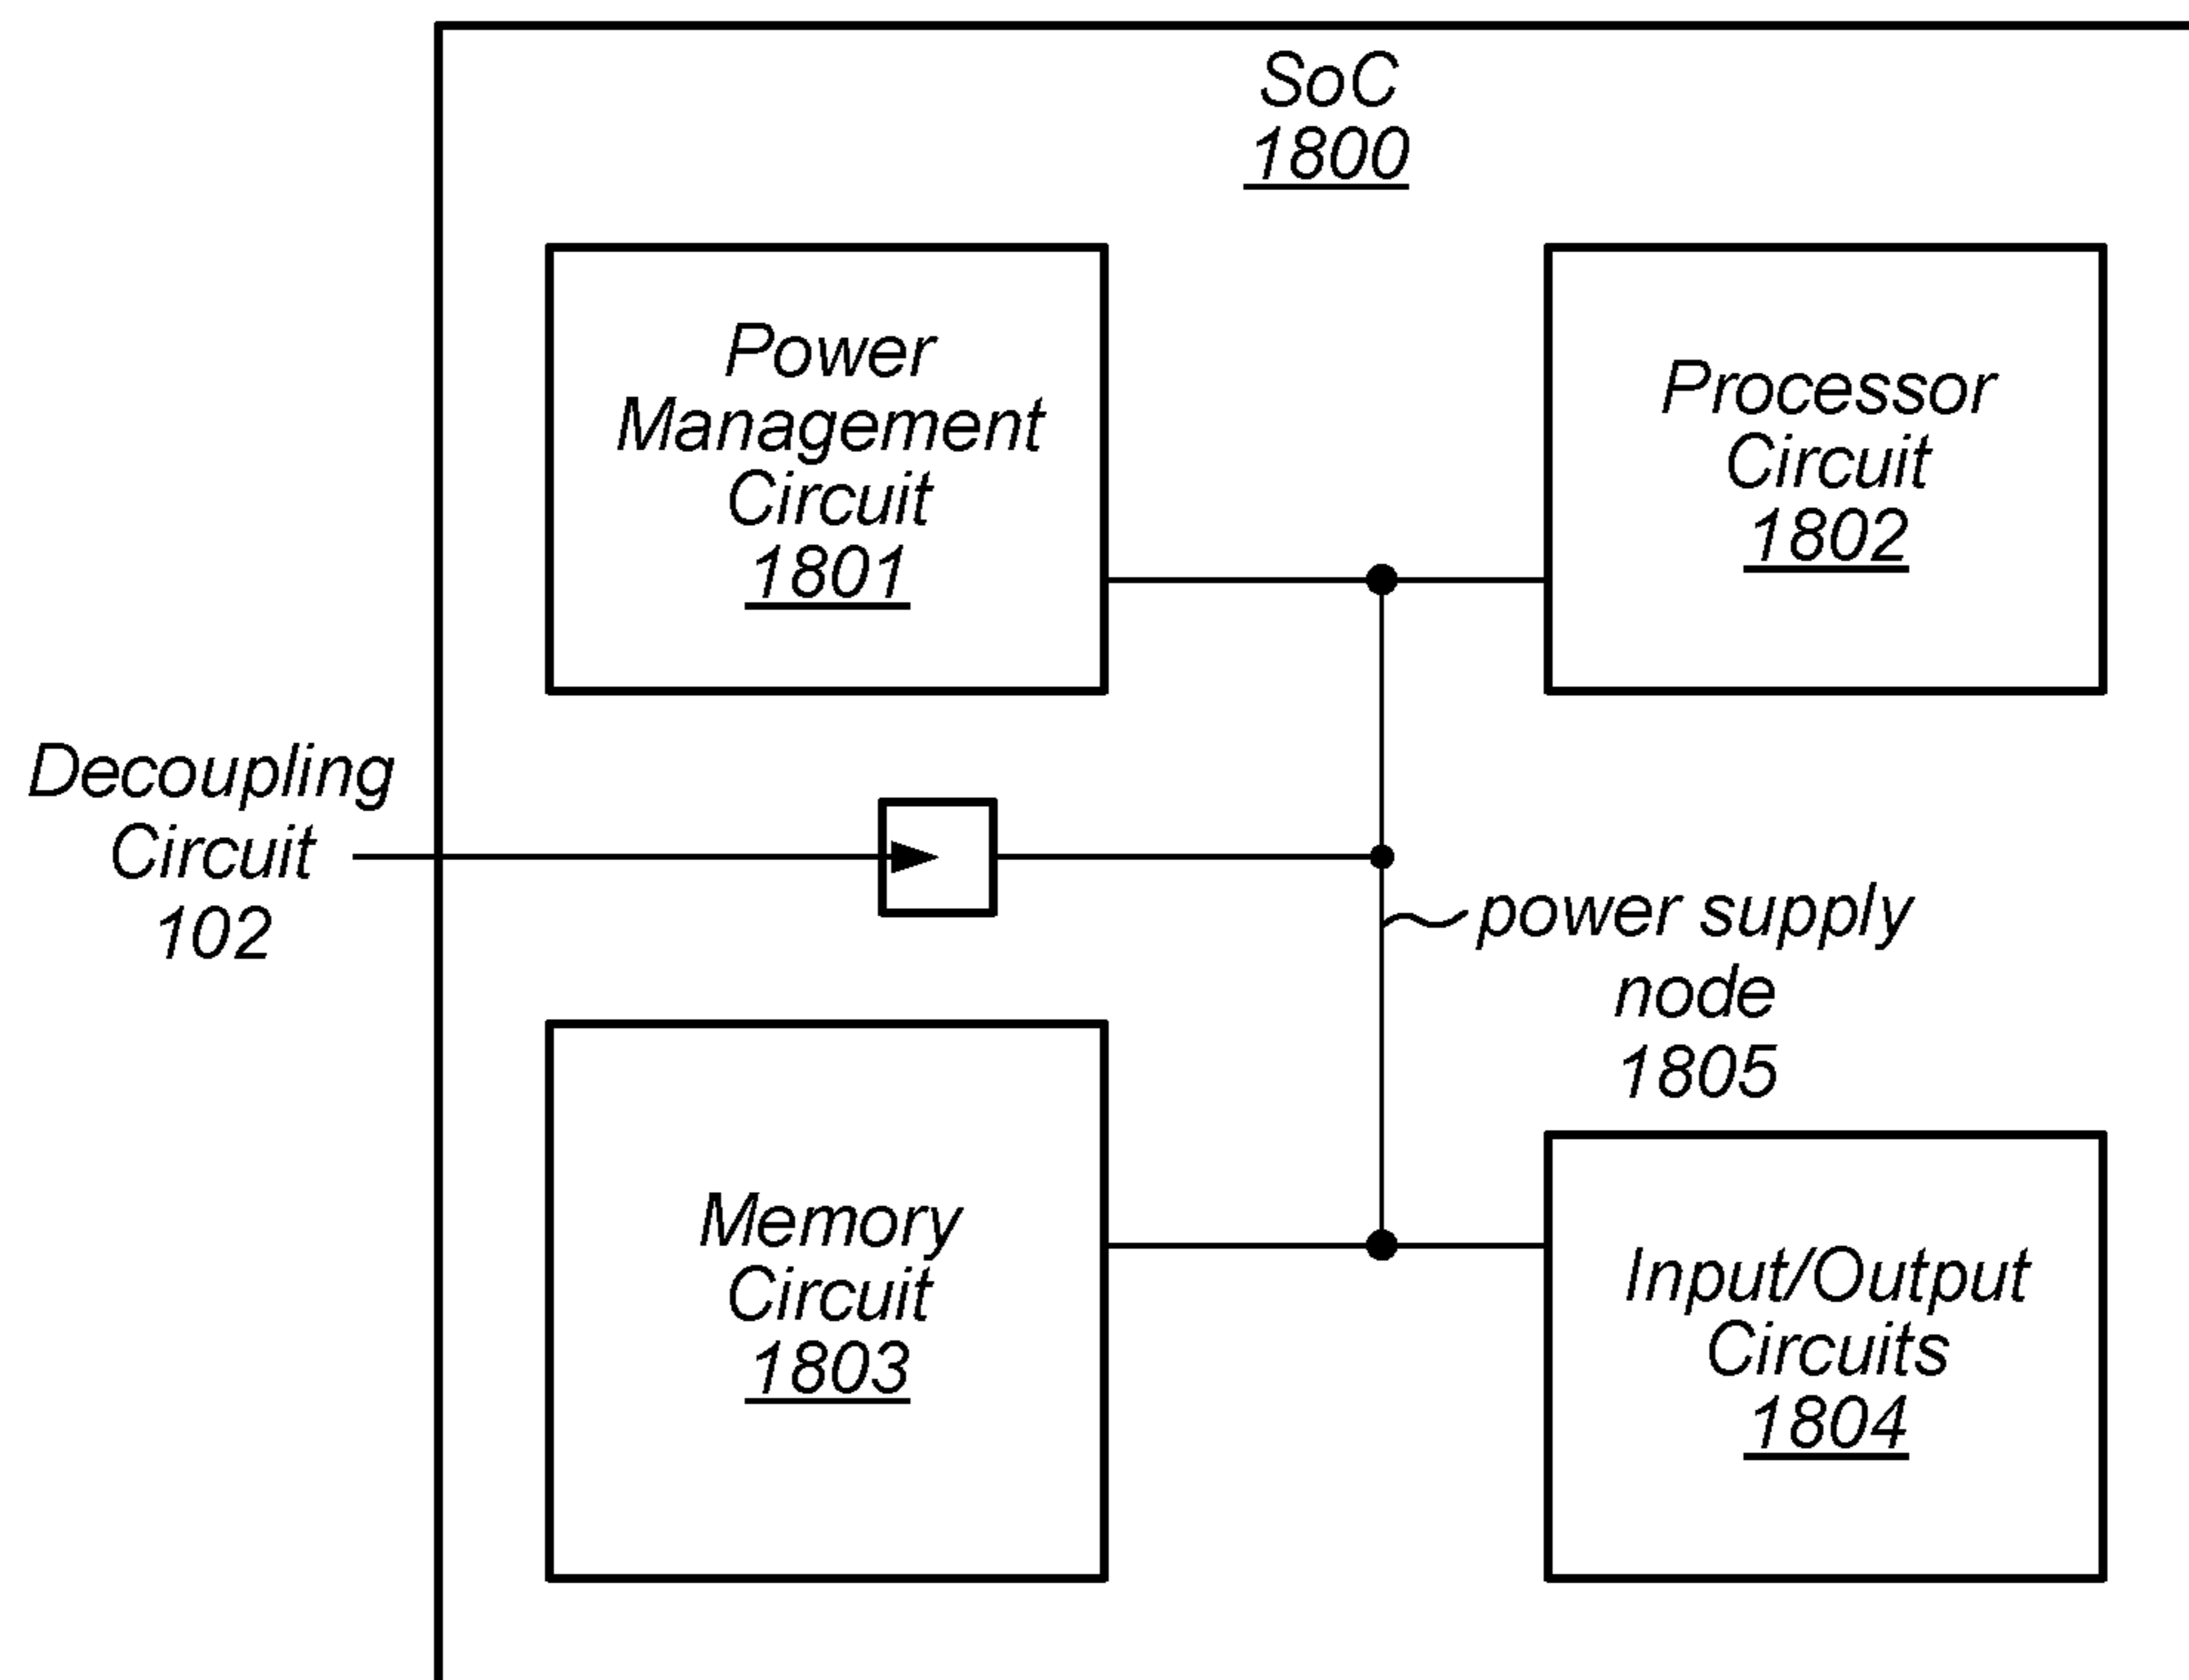 SoC
1800
Power
Management
Circuit
1801
Processor
Circuit
1802
Decoupling
Circuit
102
power supply
node
1805
Memory
Circuit
1803
Input/Output
Circuits
1804